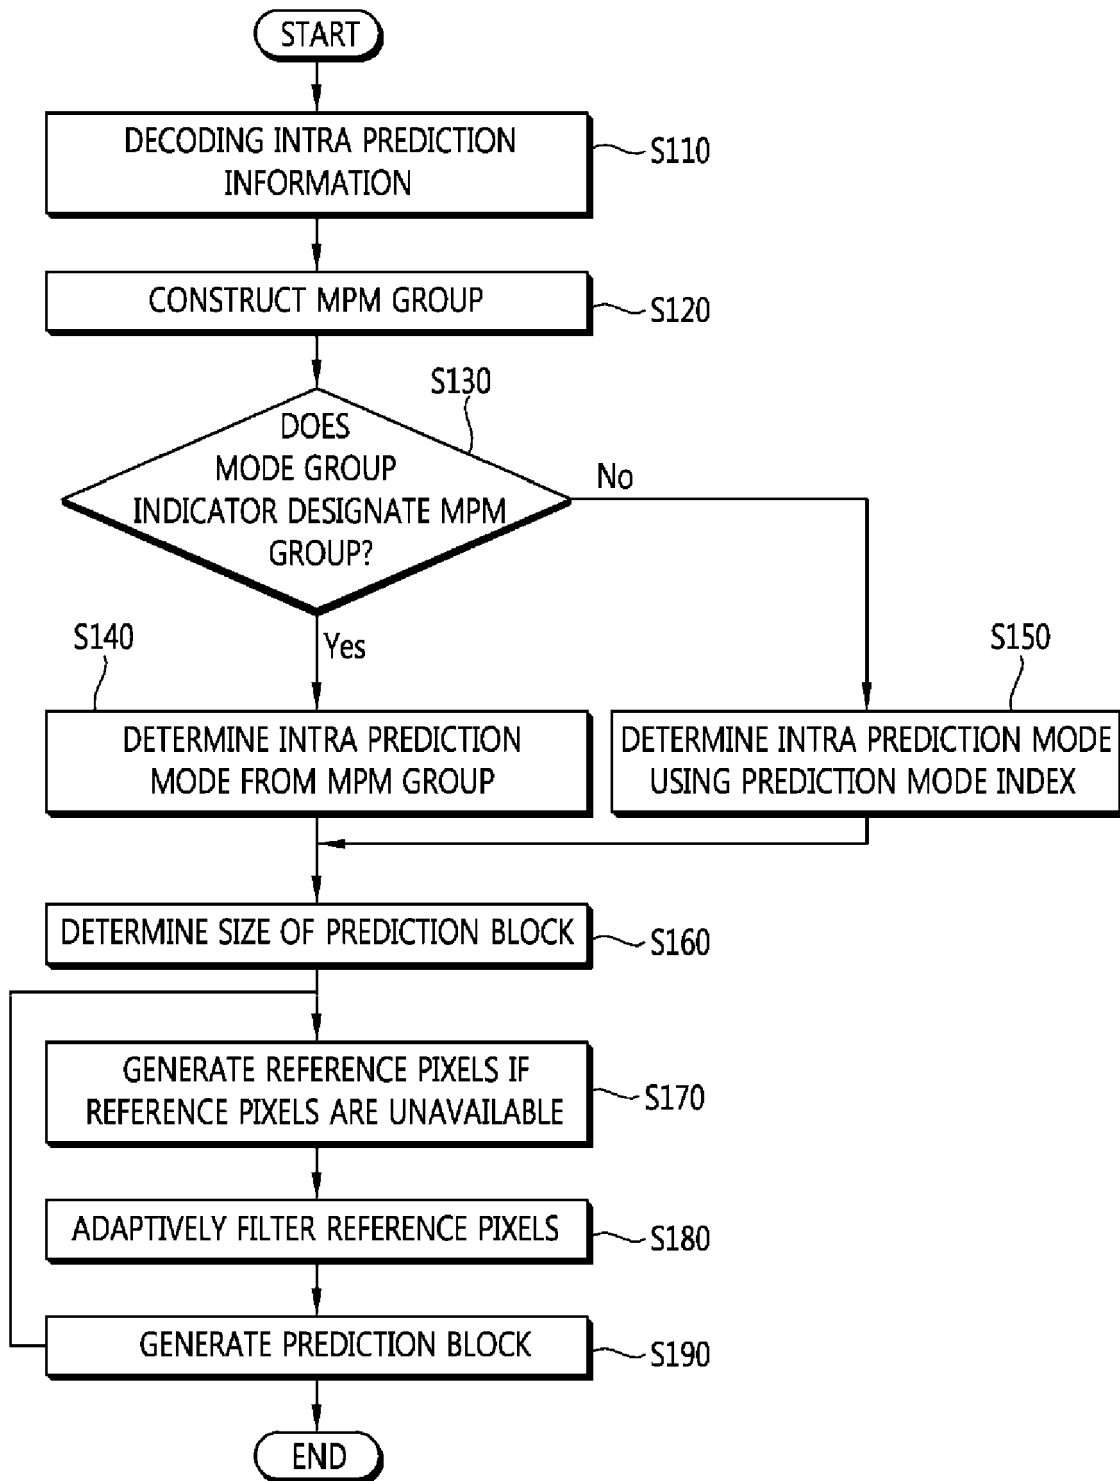 START
DECODING INTRA PREDICTION
INFORMATION
S110
CONSTRUCT MPM GROUP
S120
S130
DOES
MODE GROUP
INDICATOR DESIGNATE MPM
GROUP?
No
Yes
S140
DETERMINE INTRA PREDICTION
MODE FROM MPM GROUP
S150
DETERMINE INTRA PREDICTION MODE
USING PREDICTION MODE INDEX
DETERMINE SIZE OF PREDICTION BLOCK
S160
GENERATE REFERENCE PIXELS IF
REFERENCE PIXELS ARE UNAVAILABLE
S170
ADAPTIVELY FILTER REFERENCE PIXELS
S180
GENERATE PREDICTION BLOCK
S190
END